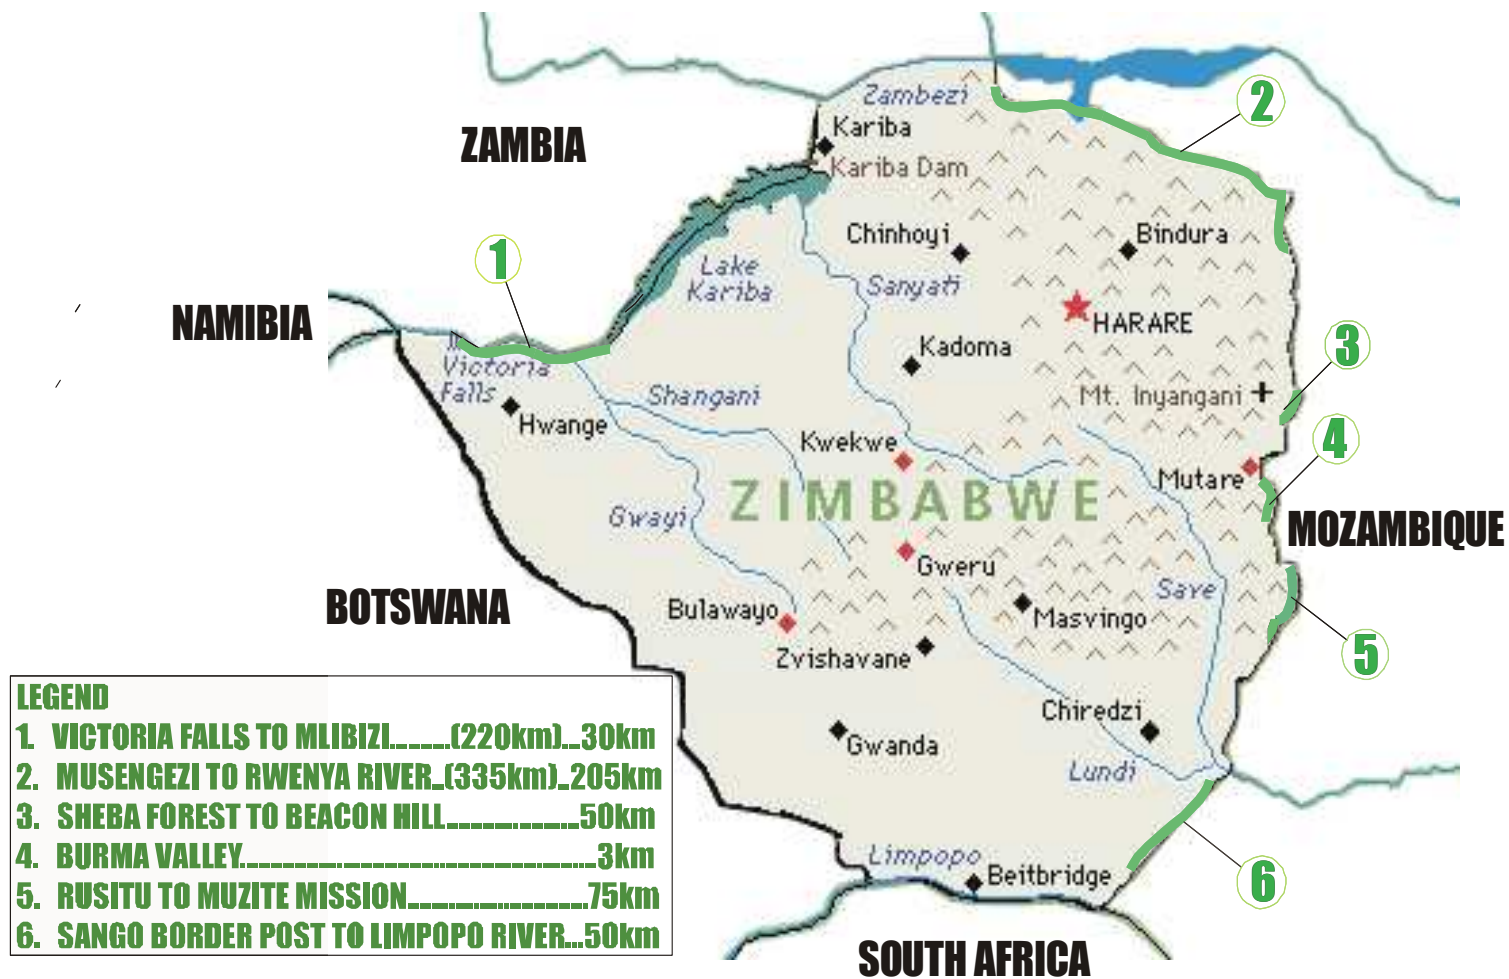 2
Zambezi
ZAMBIA
Kariba
Kariba Dam
Chinhoyi
Bindura
1
Lake
Kariba
Sanyati
NAMIBIA
HARARE
3
Kadoma
Victoria
Falls
Shangani
Mt. Inyangani
Hwange
4
Kwekwe
Mutare
ZIMBABWE
Gwayi
MOZAMBIQUE
Gweru
BOTSWANA
Save
Bulawayo
Masvingo
Zvishavane
5
LEGEND
1. VICTORIA FALLS TO MLIBIZI.........(220km)...30km
2. MUSENGEZI TO RWENYA RIVER...(335km)..205km
3. SHEBA FOREST TO BEACON HILL......................50km
4. BURMA VALLEY.......................................................3km
5. RUSITU TO MUZITE MISSION............................75km
6. SANGO BORDER POST TO LIMPOPO RIVER...50km
Chiredzi
Gwanda
Lundi
Limpopo
Beitbridge
6
SOUTH AFRICA